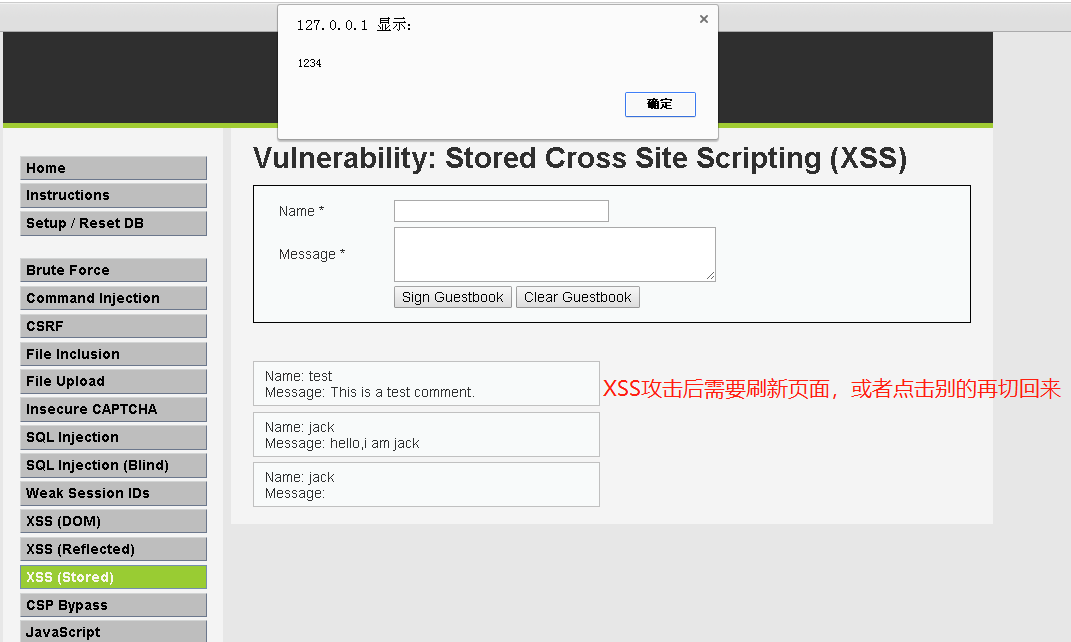 127.0.0.1 显示:
1234
确定
Vulnerability: Stored Cross Site Scripting (XSS)
Home
Instructions
Setup / Reset DB
Brute Force
Command Injection
CSRF
File Inclusion
File Upload
Insecure CAPTCHA
SQL Injection
SQL Injection (Blind)
Weak Session IDs
XSS (DOM)
XSS (Reflected)
XSS (Stored)
CSP Bypass
JavaScript
Name *
Message *
Sign Guestbook Clear Guestbook
Name: test
Message: This is a test comment.
XSS攻击后需要刷新页面，或者点击别的再切回来
Name: jack
Message: hello,i am jack
Name: jack
Message: